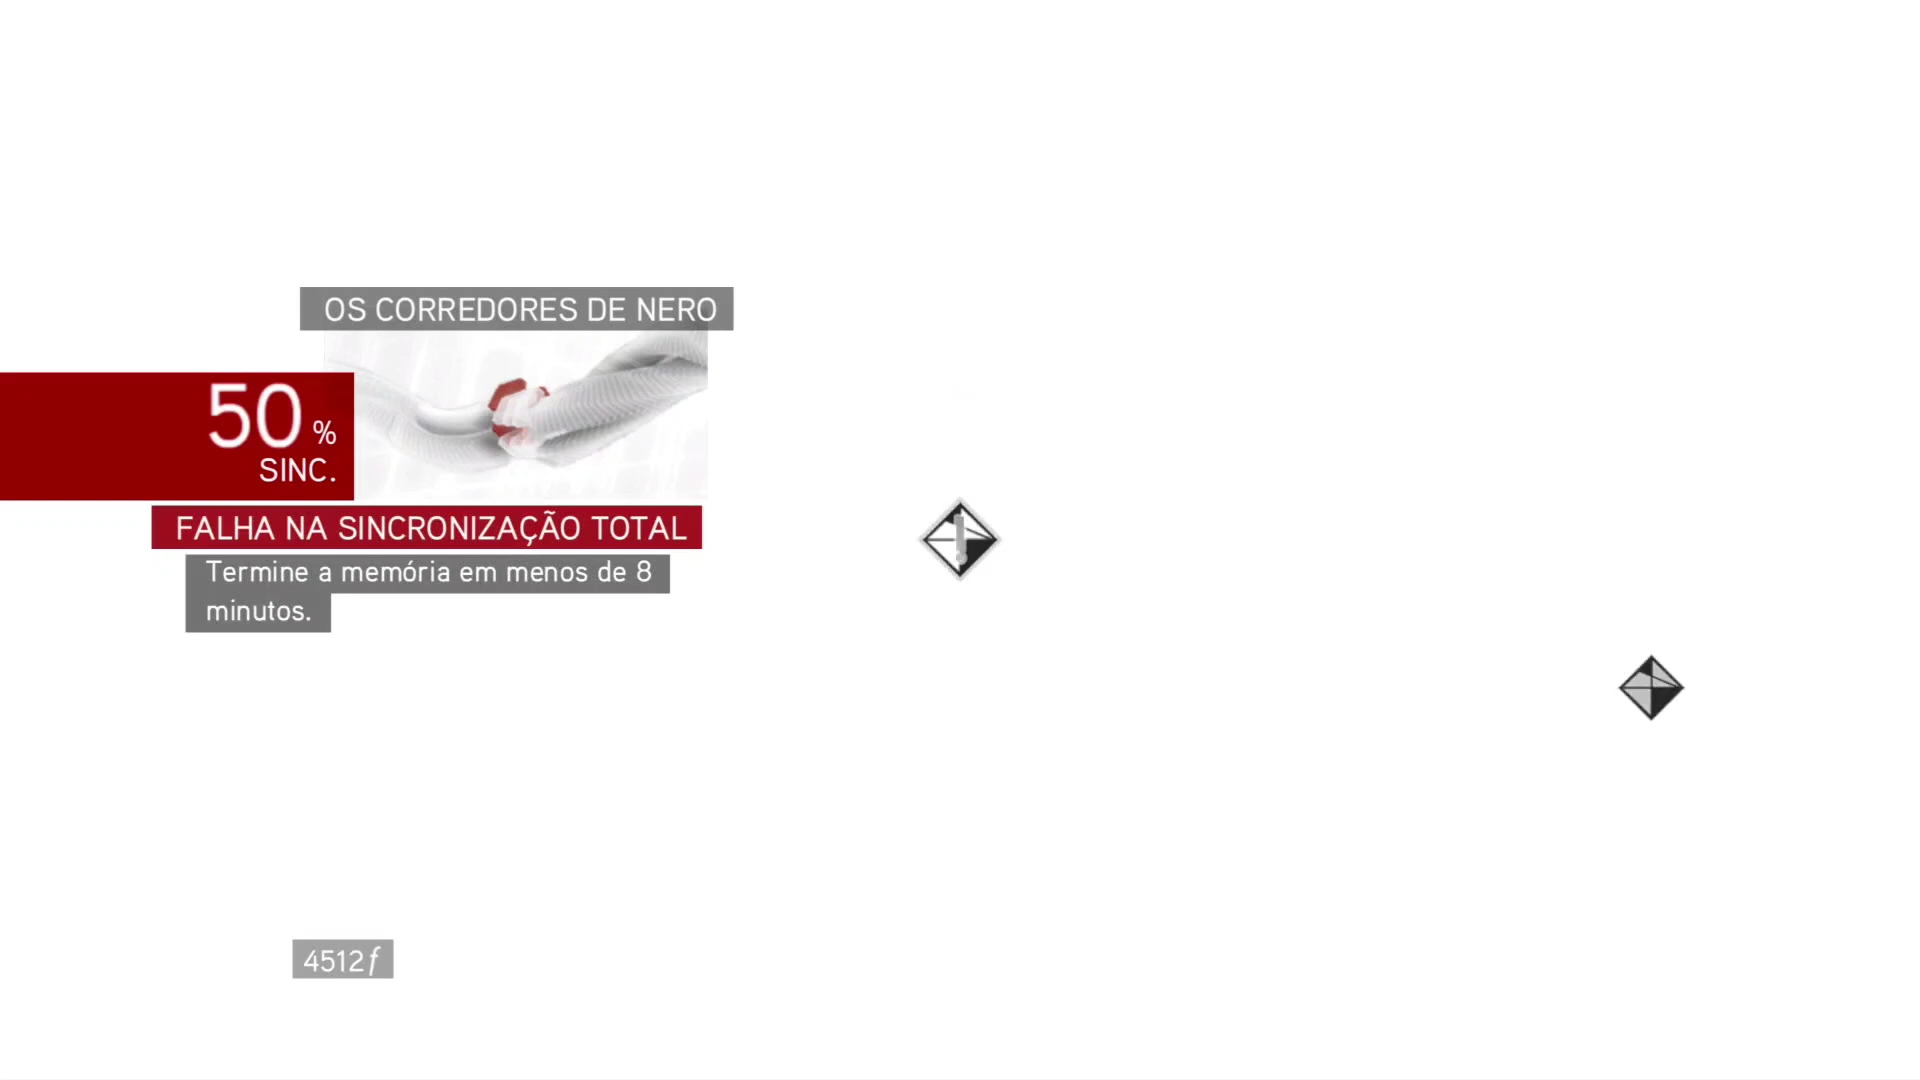 OS CORREDORES DE NERO
50 %
SINC.
FALHA NA SINCRONIZAÇÃO TOTAL
Termine a memória em menos de 8
minutos.
4512ƒ